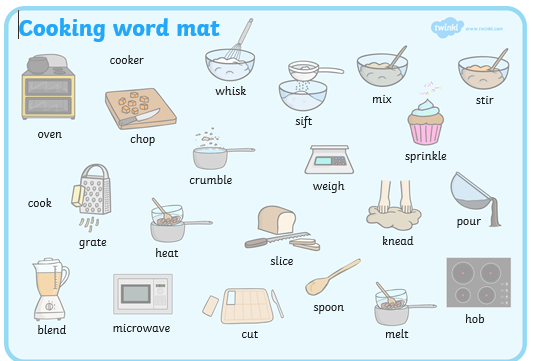 Cooking word mat
twinkl www.twinkl.com
cooker
whisk
mix
stir
sift
oven
chop
sprinkle
crumble
weigh
cook
pour
grate
heat
knead
slice
spoon
blend
microwave
cut
melt
hob